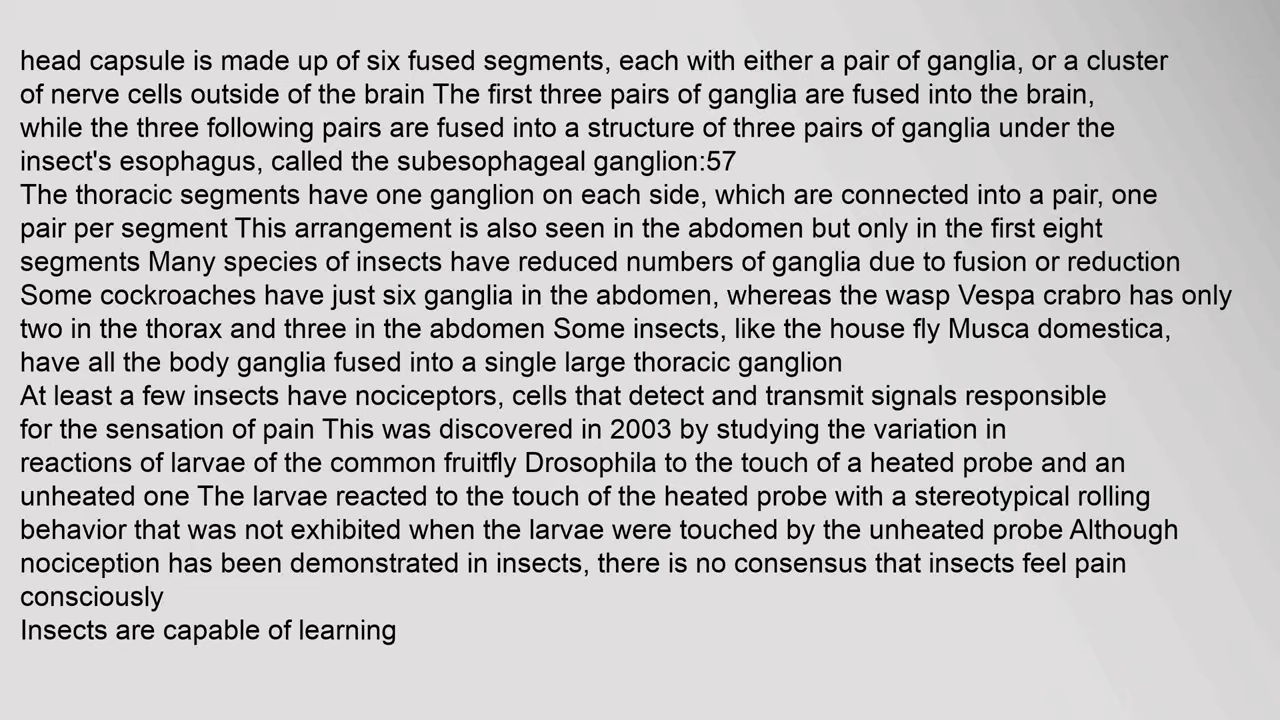 head capsule is made up of six fused segments, each with either a pair of ganglia, or a cluster
of nerve cells outside of the brain The first three pairs of ganglia are fused into the brain,
while the three following pairs are fused into a structure of three pairs of ganglia under the
insect's esophagus, called the subesophageal ganglion:57
The thoracic segments have one ganglion on each side, which are connected into a pair, one
pair per segment This arrangement is also seen in the abdomen but only in the first eight
segments Many species of insects have reduced numbers of ganglia due to fusion or reduction
Some cockroaches have just six ganglia in the abdomen, whereas the wasp Vespa crabro has only
two in the thorax and three in the abdomen Some insects, like the house fly Musca domestica,
have all the body ganglia fused into a single large thoracic ganglion
At least a few insects have nociceptors, cells that detect and transmit signals responsible
for the sensation of pain This was discovered in 2003 by studying the variation in
reactions of larvae of the common fruitfly Drosophila to the touch of a heated probe and an
unheated one The larvae reacted to the touch of the heated probe with a stereotypical rolling
behavior that was not exhibited when the larvae were touched by the unheated probe Although
nociception has been demonstrated in insects, there is no consensus that insects feel pain
consciously
Insects are capable of learning